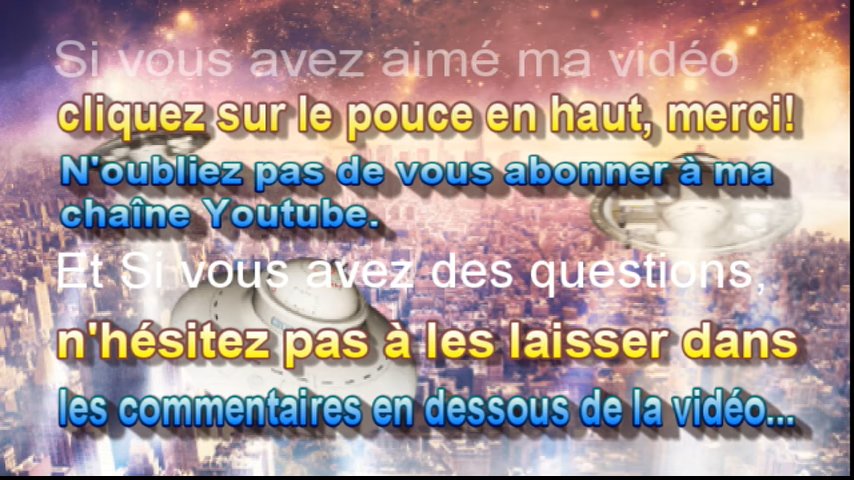 Si vous avez aimé ma vidéo
cliquez sur le pouce en haut, merci!
N'oubliez pas de vous abonner à ma
chaîne Youtube.
Et Si vous avez des questions,
n'hésitez pas à les laisser dans
les commentaires en dessous de la vidéo...